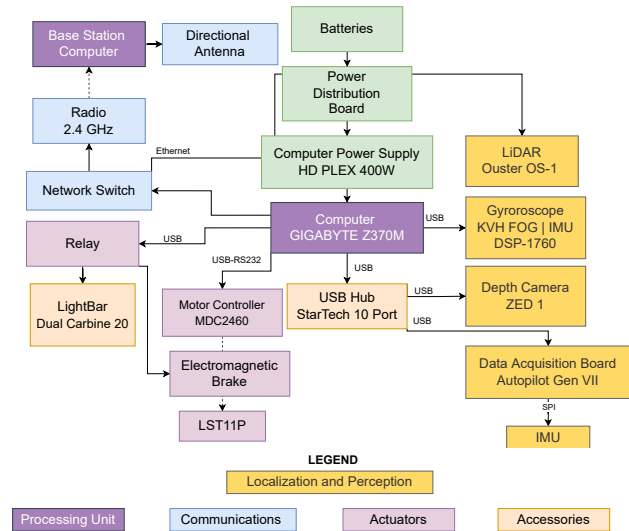 Base Station
Computer
Directional
Antenna
Batteries
Power
Distribution
Board
Radio
2.4 GHz
Ethernet
Computer Power Supply
HD PLEX 400W
LiDAR
Ouster OS-1
Network Switch
Computer
GIGABYTE Z370M
USB
Gyroroscope
KVH FOG | IMU
DSP-1760
Relay
USB
USB-RS232
USB
LightBar
Dual Carbine 20
Motor Controller
MDC2460
USB Hub
StarTech 10 Port
USB
USB
Depth Camera
ZED 1
Electromagnetic
Brake
Data Acquisition Board
Autopilot Gen VII
LST11P
SPI
IMU
LEGEND
Localization and Perception
Processing Unit
Communications
Actuators
Accessories